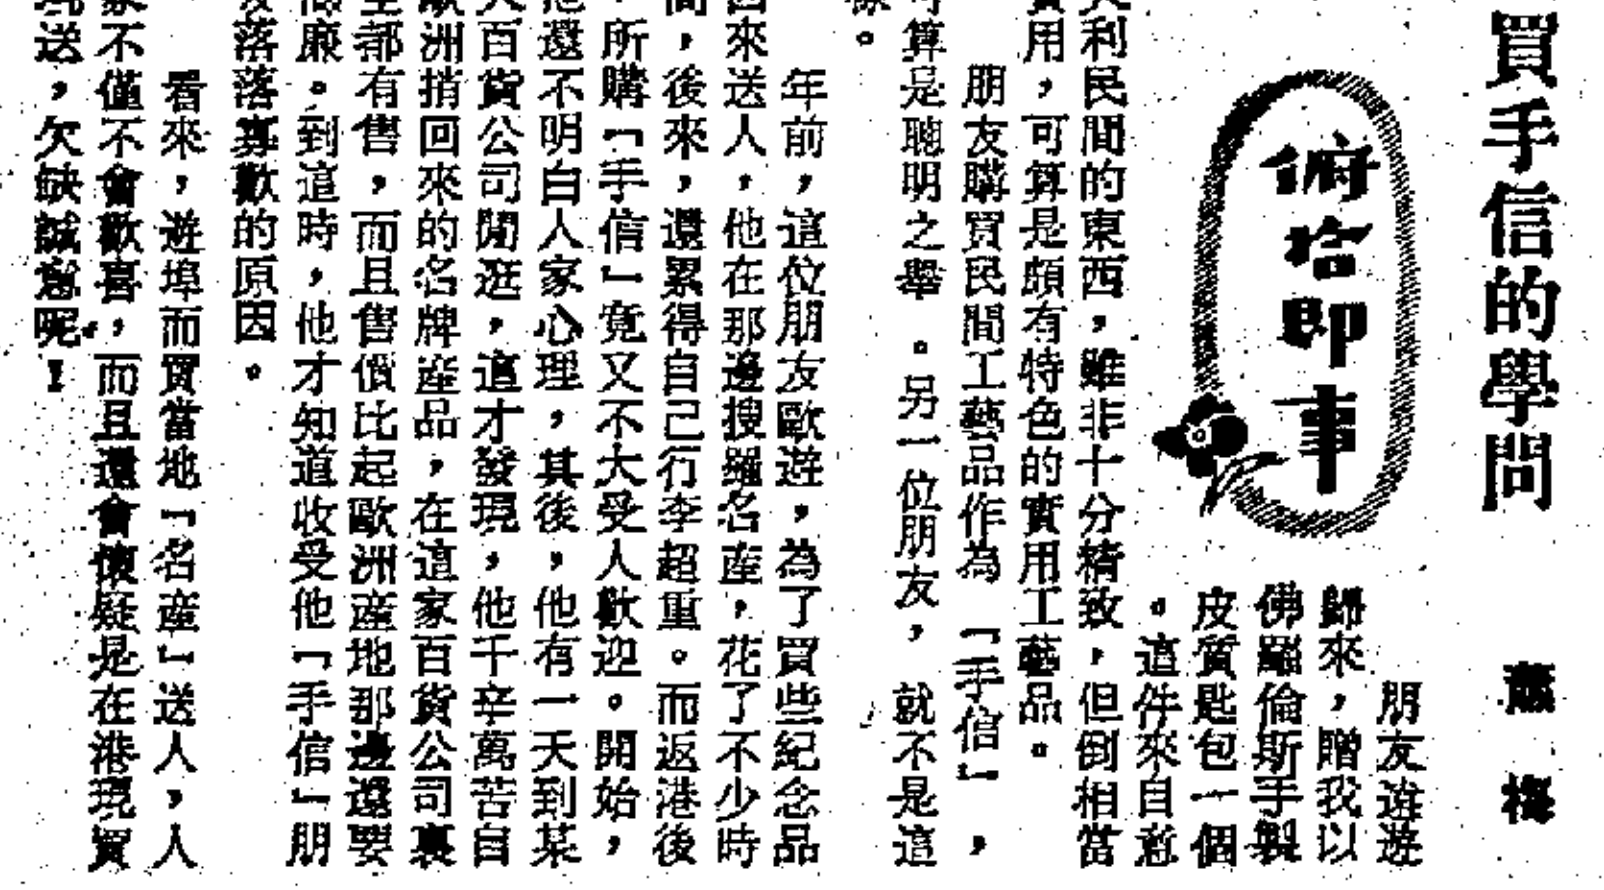 買手信的學問
蕭　梅
俯拾即事
朋友遠遊
歸來，贈我以
佛羅倫斯手製
皮質匙包一個
。這件來自意
大利民間的東西，雖非十分精致，但倒相當
實用，可算是頗有特色的實用工藝品。
朋友購買民間工藝品作為「手信」，
可算是聰明之舉。另一位朋友，就不是這
樣。
年前，這位朋友歐遊，為了買些紀念品
回來送人，他在那邊搜羅名產，花了不少時
間，後來，還累得自己行李超重。而返港後
，所購「手信」竟又不大受人歡迎。開始，
他還不明白人家心理，其後，他有一天到某
大百貨公司閒逛，這才發現，他千辛萬苦自
歐洲捎回來的名牌產品，在這家百貨公司裏
全都有售，而且售價比起歐洲產地那邊還要
廉。到這時，他才知道收受他「手信」朋
落落寡歡的原因。
看來，遊埠而買當地「名產」送人，人
家不僅不會歡喜，而且還會懷疑是在港現買
現送，欠缺誠意呢！